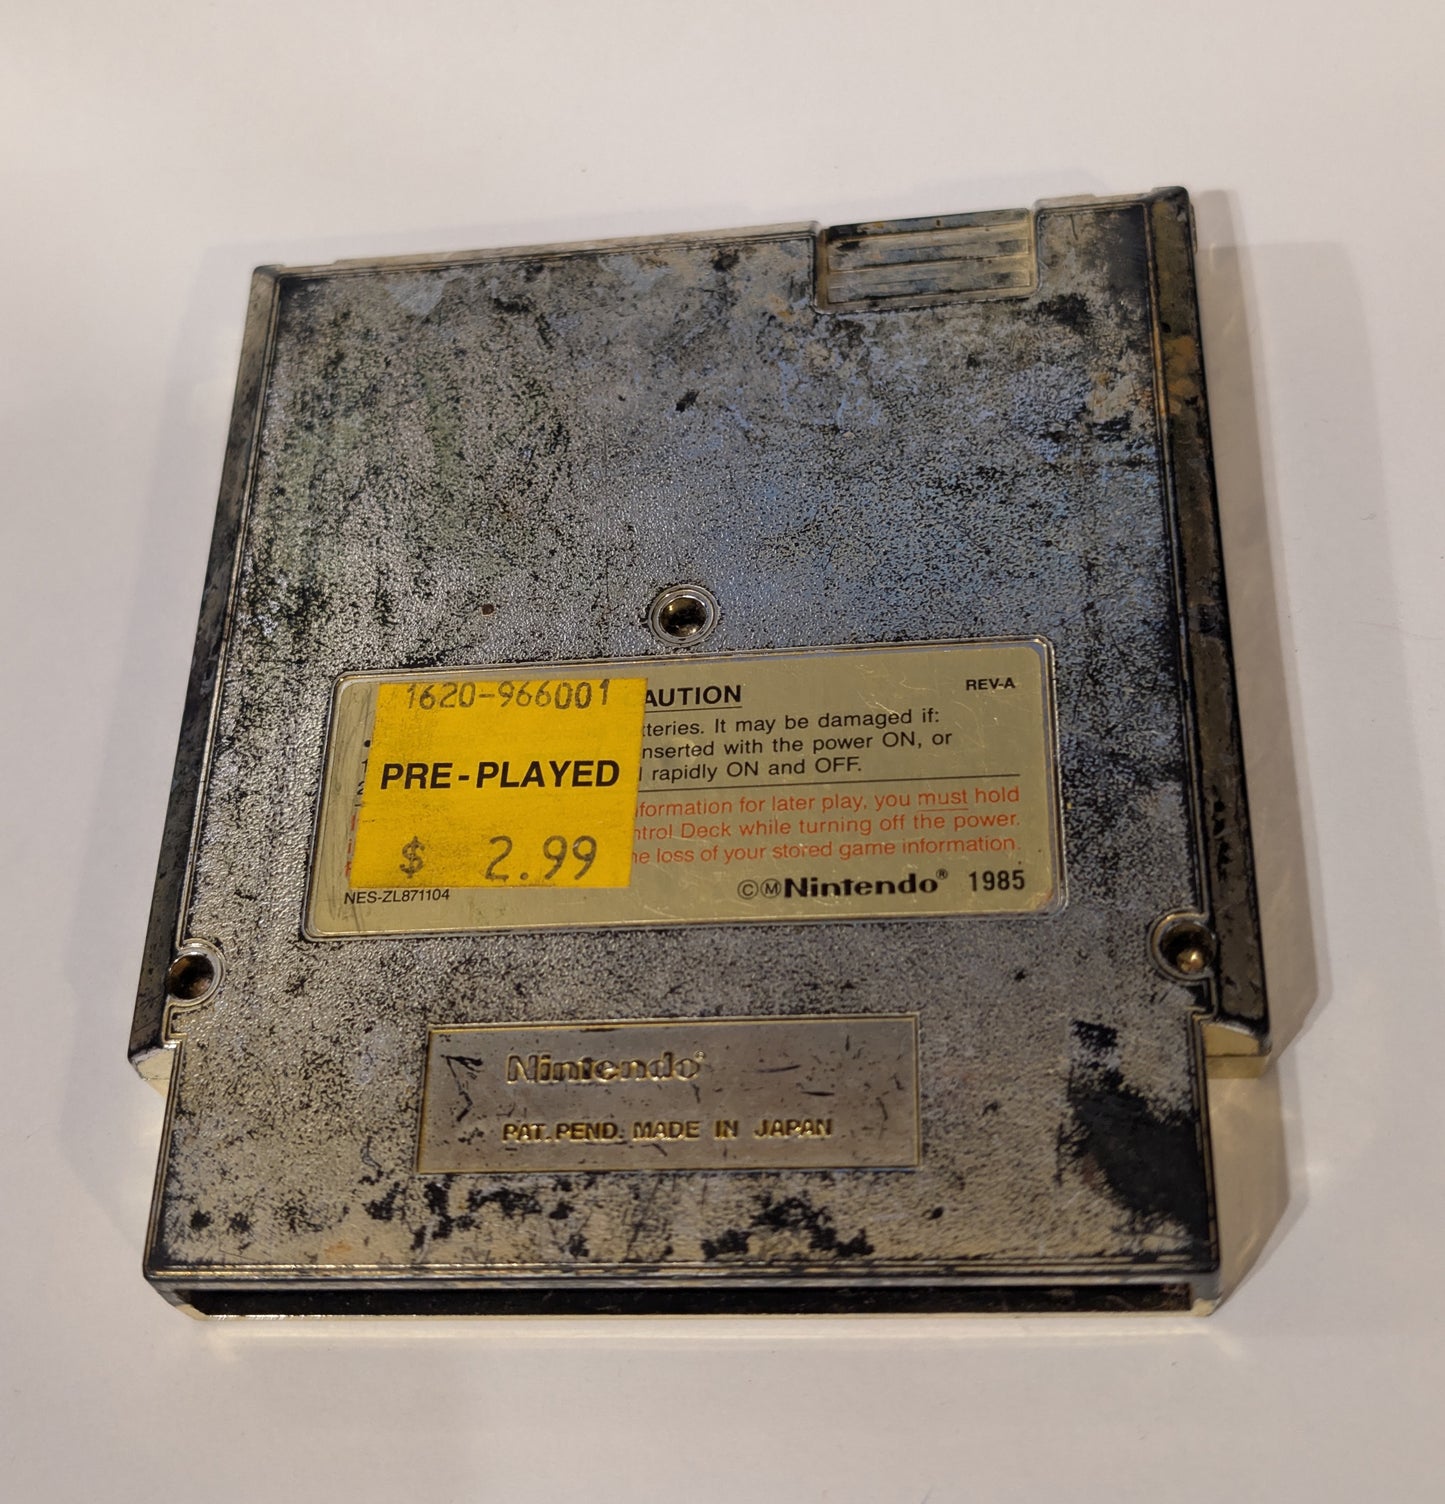 1620-966001
PRE-PLAYED
$ 2.99
AUTION
REV-A
tteries. It may be damaged if:
nserted with the power ON, or
rapidly ON and OFF.
formation for later play, you must hold
ntrol Deck while turning off the power.
he loss of your stored game information.
NES-ZL871104
©Ⓜ Nintendo® 1985
Nintendo®
PAT. PEND. MADE IN JAPAN